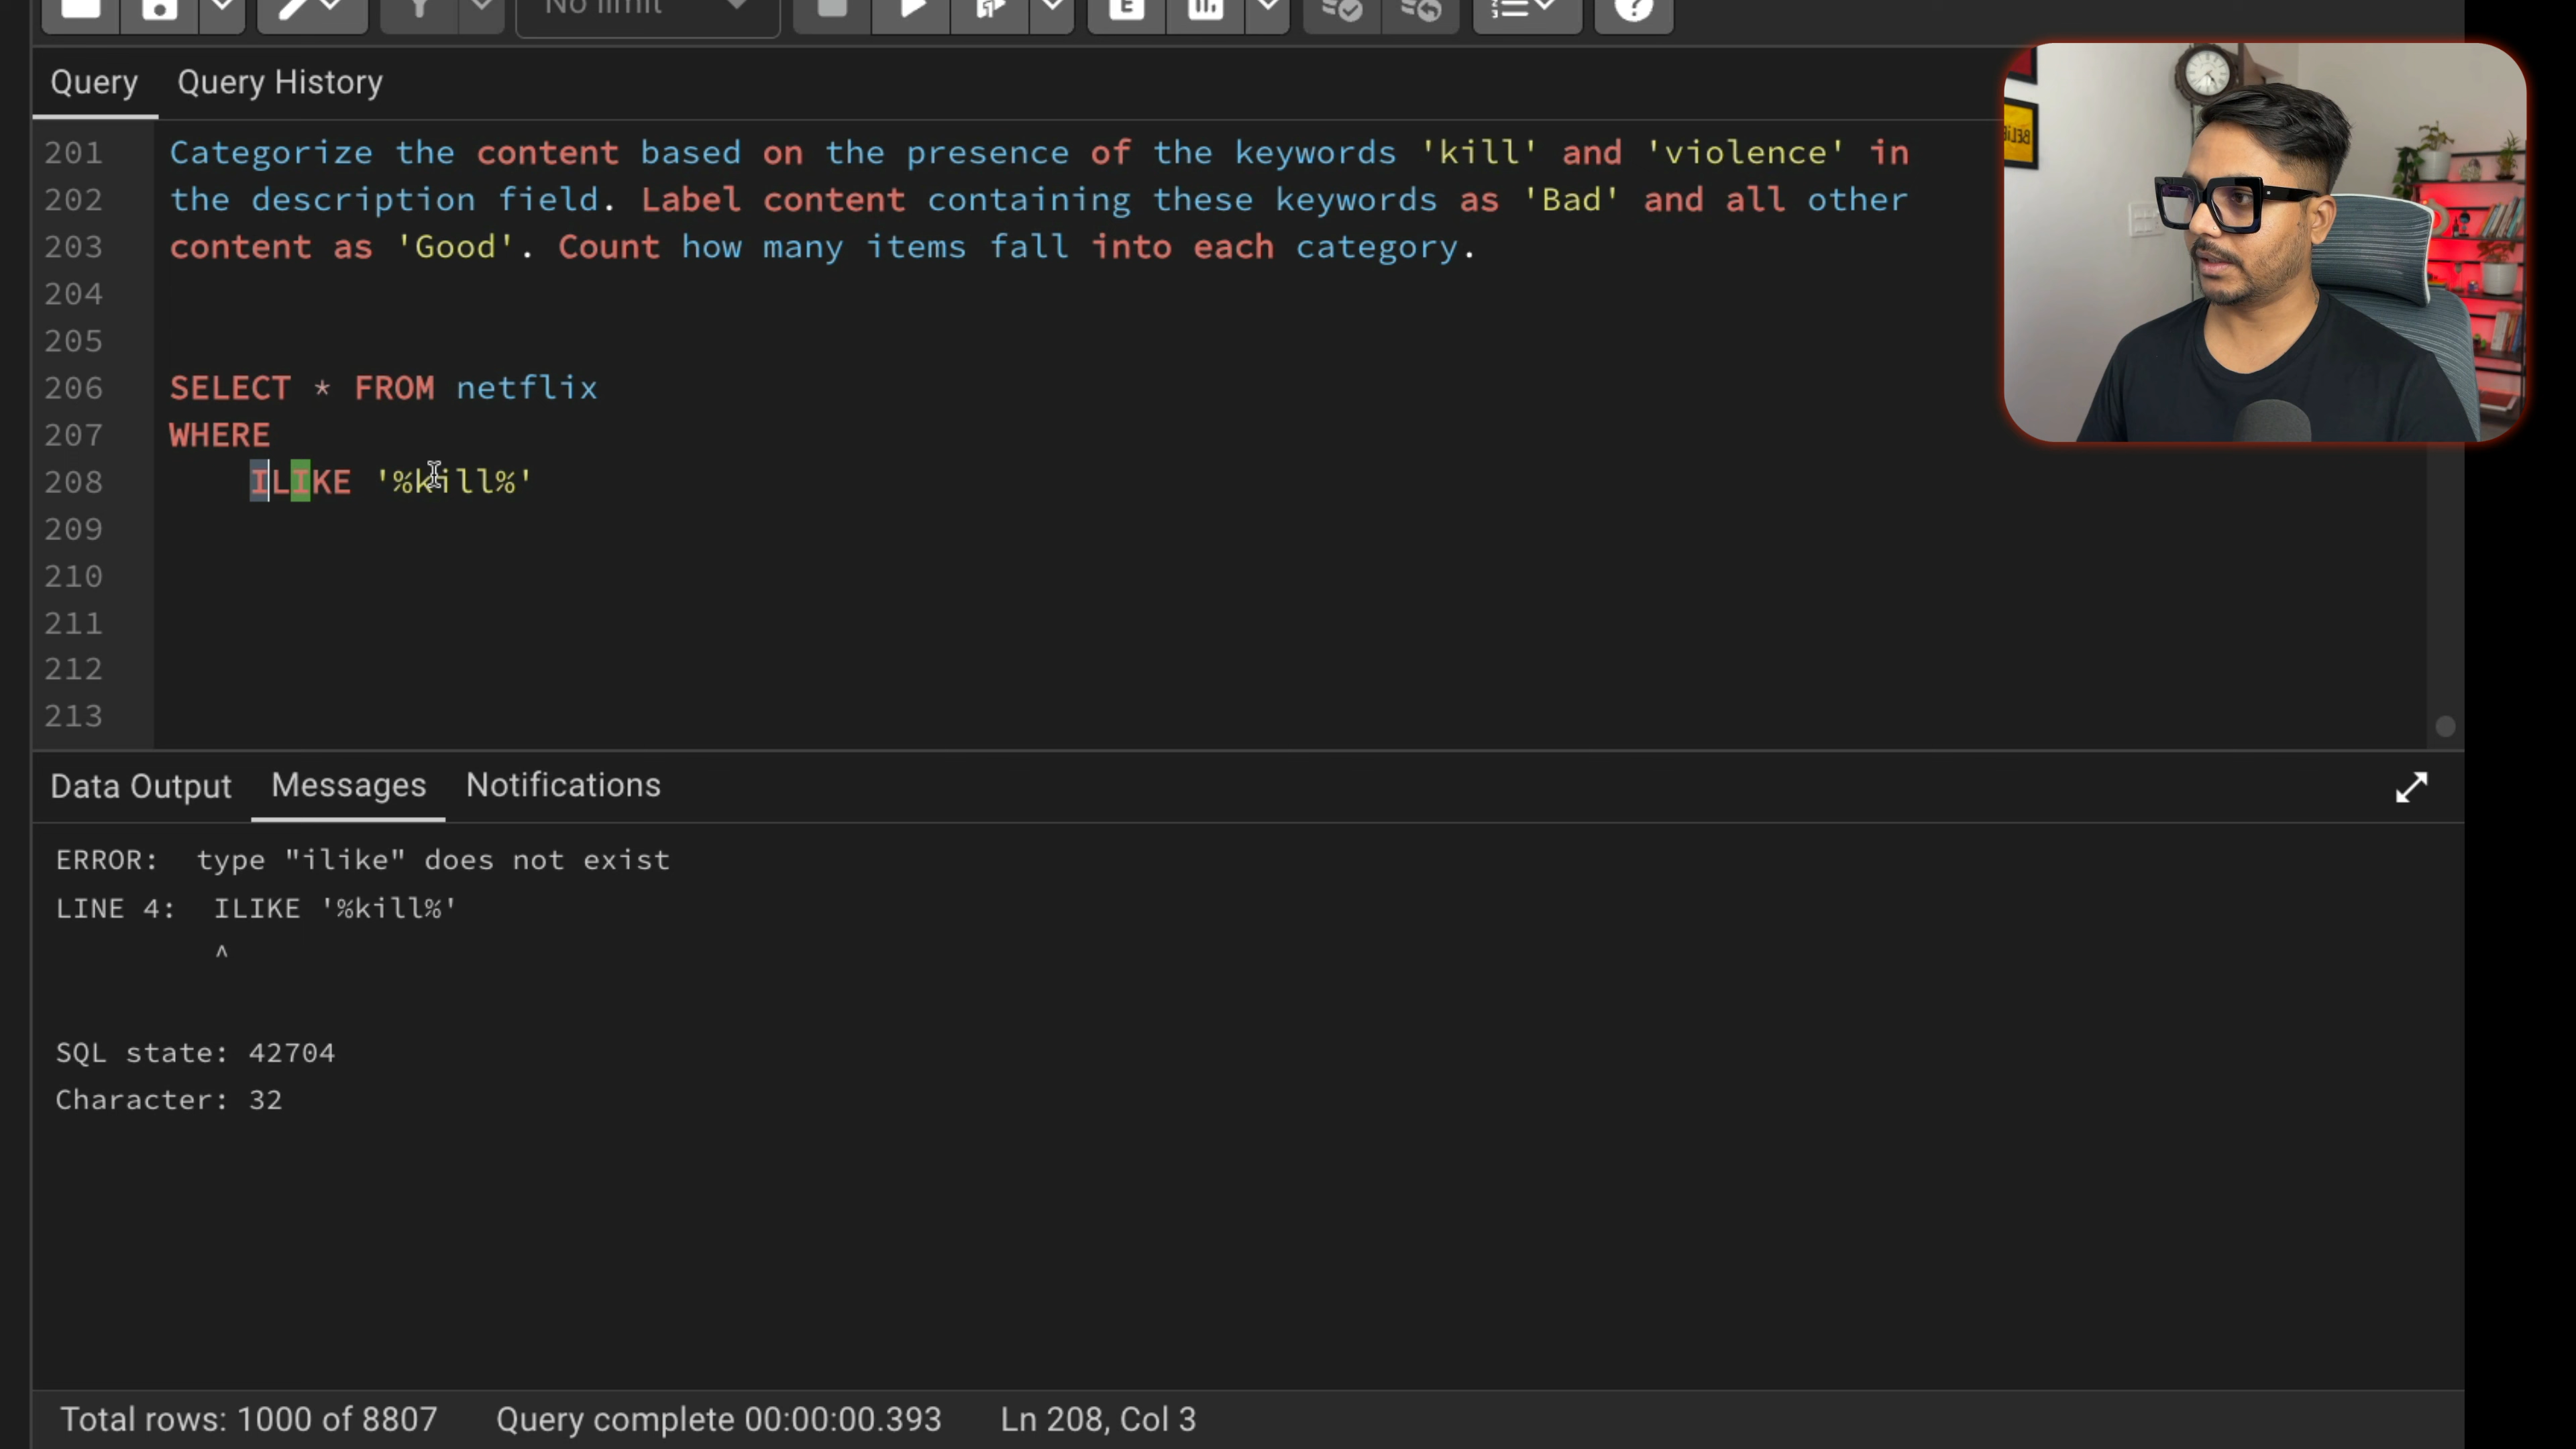 No limit
Query Query History
201 Categorize the content based on the presence of the keywords 'kill' and 'violence' in
202 the description field. Label content containing these keywords as 'Bad' and all other
203 content as 'Good'. Count how many items fall into each category.
204
205
206 SELECT * FROM netflix
207 WHERE
208 ILIKE '%kill%'
209
210
211
212
213
Data Output Messages Notifications
ERROR: type "ilike" does not exist
LINE 4: ILIKE '%kill%'
^
SQL state: 42704
Character: 32
Total rows: 1000 of 8807 Query complete 00:00:00.393 Ln 208, Col 3